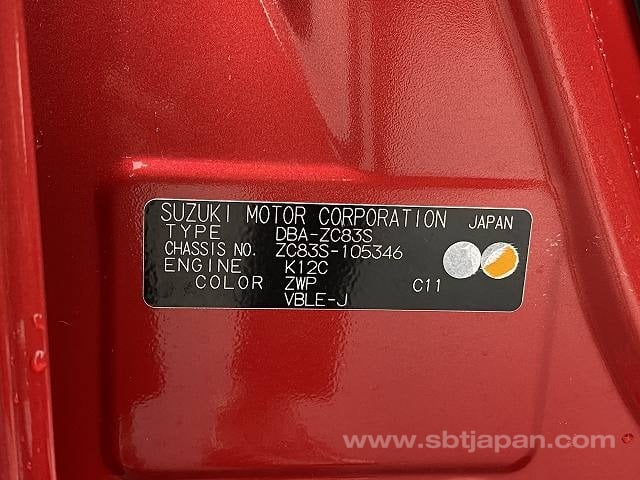 SUZUKI MOTOR CORPORATION JAPAN
TYPE DBA-ZC83S
CHASSIS NO. ZC83S-105346
ENGINE K12C
COLOR ZWP C11
VBLE-J
www.sbtjapan.com